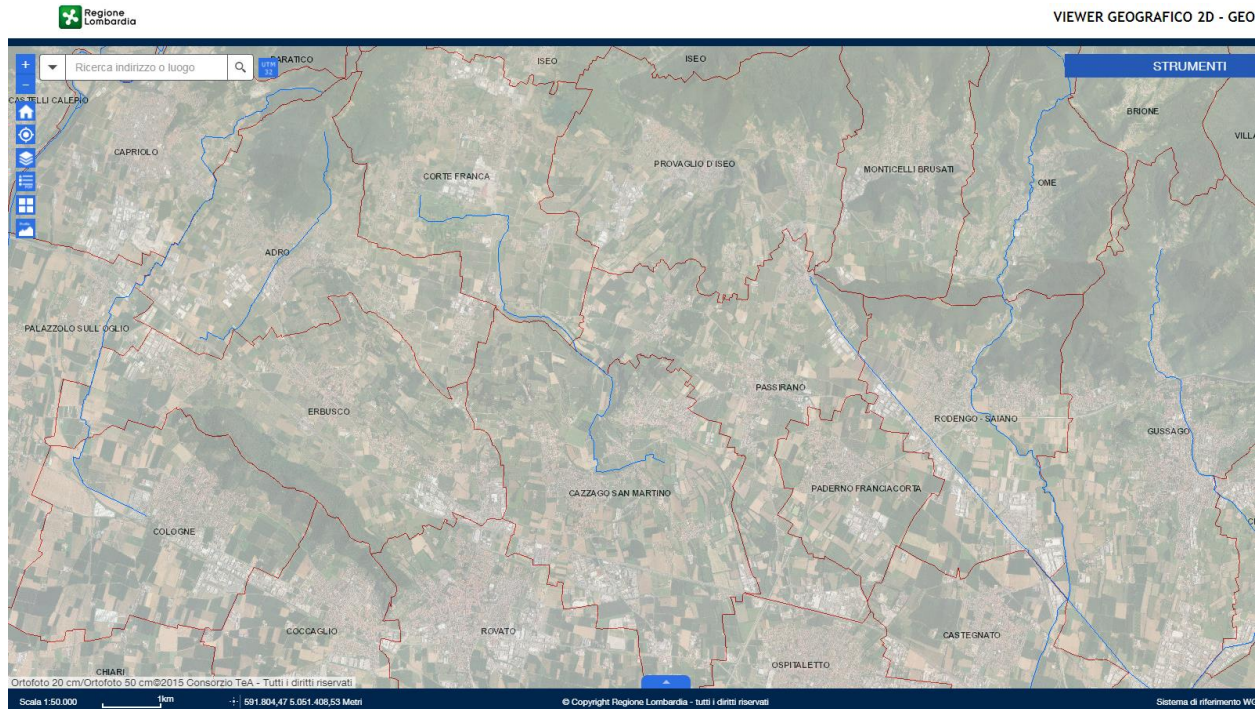 Regione
Lombardia
VIEWER GEOGRAFICO 2D - GEO
+
Ricerca indirizzo o luogo
UTM
32
STRUMENTI
-
PARATICO
ISEO
ISEO
CASTELLI CALEPIO
BRIONE
VILLA
CAPRIOLO
CORTE FRANCA
PROVAGLIO D'ISEO
MONTICELLI BRUSATI
OME
ADRO
PALAZZOLO SULL'OGLIO
ERBUSCO
PASSIRANO
RODENGO - SAIANO
GUSSAGO
CAZZAGO SAN MARTINO
PADERNO FRANCIACORTA
COLOGNE
COCCAGLIO
ROVATO
CASTEGNATO
OSPITALETTO
CHIARI
Ortofoto 20 cm/Ortofoto 50 cm©2015 Consorzio TeA - Tutti i diritti riservati
Scala 1:50.000
1km
591.804,47 5.051.408,53 Metri
© Copyright Regione Lombardia - tutti i diritti riservati
Sistema di riferimento WG